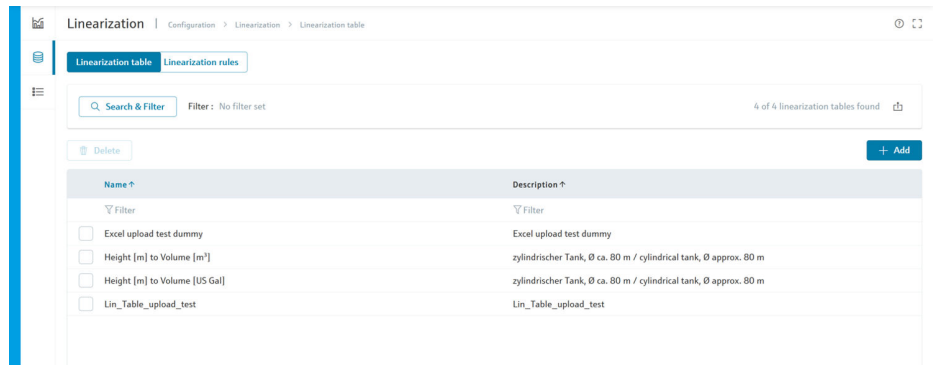 Linearization | Configuration > Linearization > Linearization table
Linearization table Linearization rules
Search & Filter Filter : No filter set 4 of 4 linearization tables found
Delete + Add
Name ↑ Description ↑
Filter Filter
Excel upload test dummy Excel upload test dummy
Height [m] to Volume [m³] zylindrischer Tank, Ø ca. 80 m / cylindrical tank, Ø approx. 80 m
Height [m] to Volume [US Gal] zylindrischer Tank, Ø ca. 80 m / cylindrical tank, Ø approx. 80 m
Lin_Table_upload_test Lin_Table_upload_test